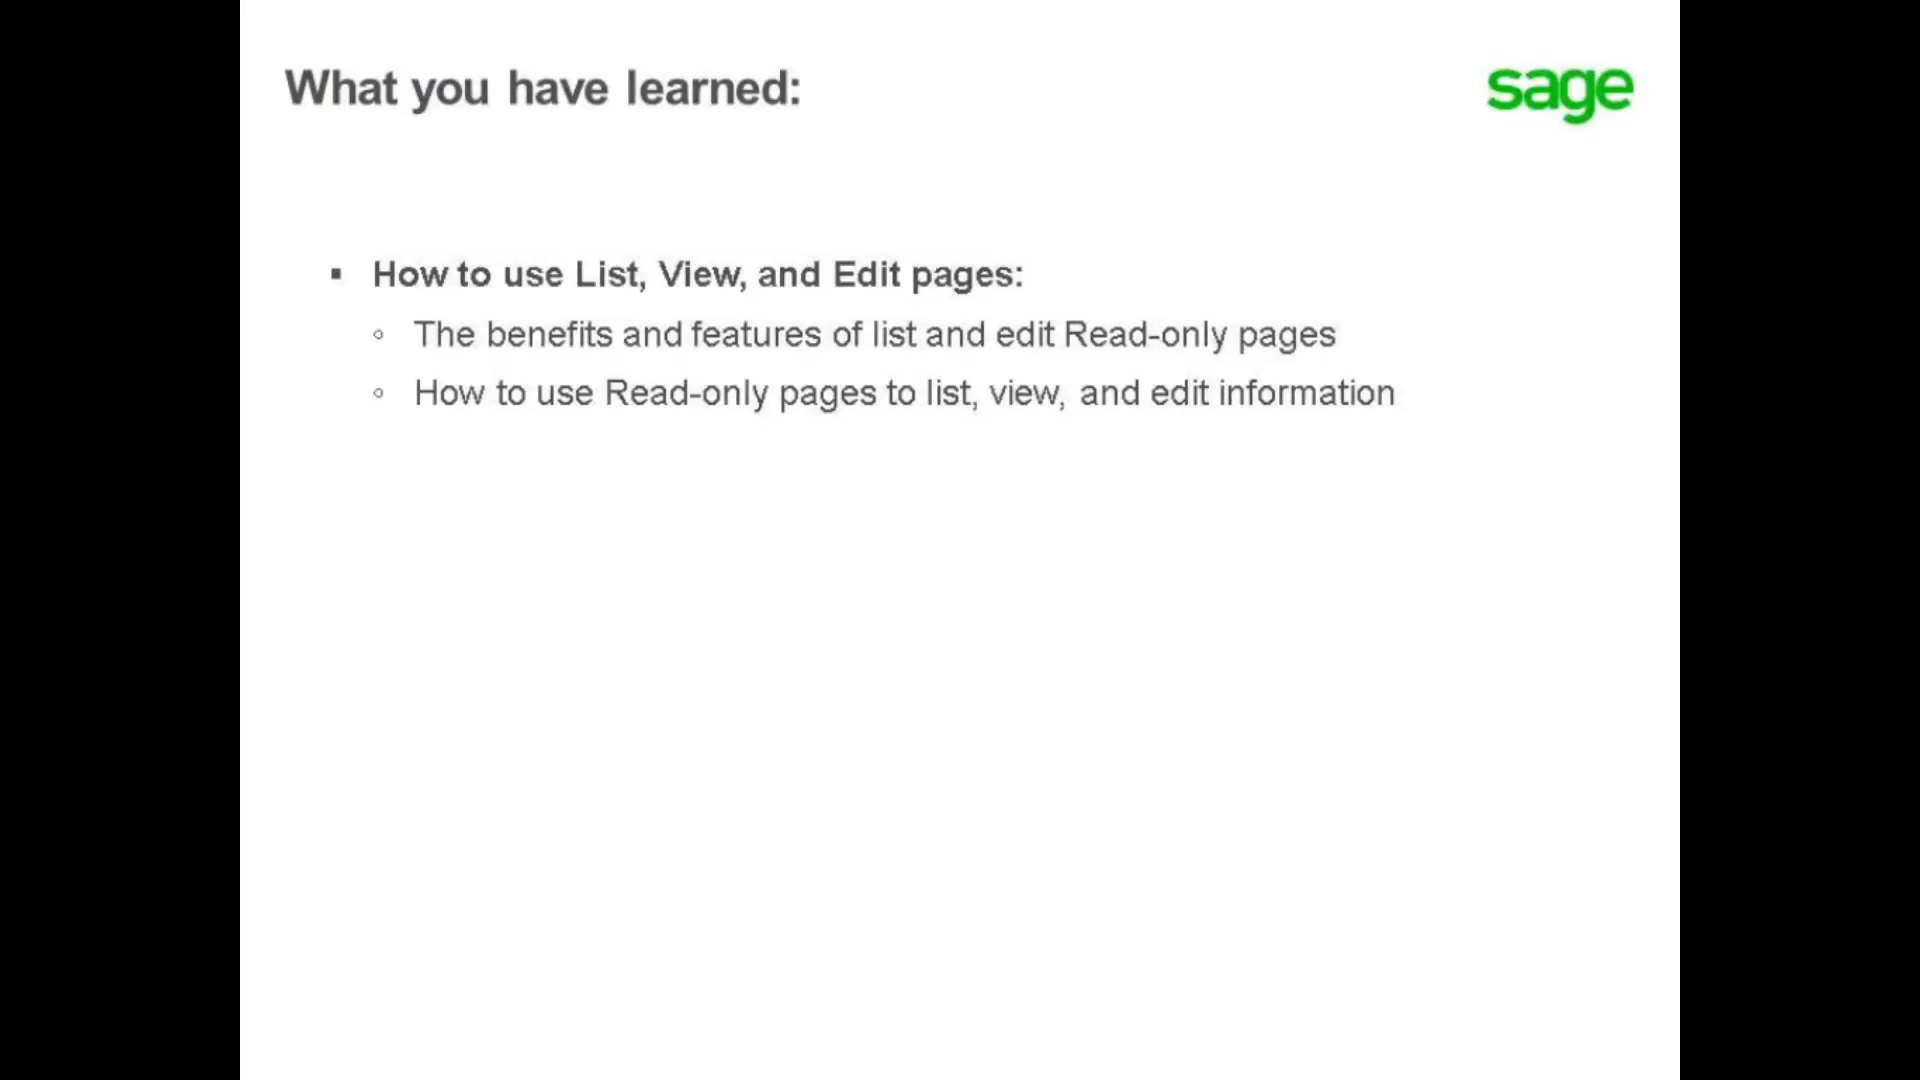 What you have learned:
sage
▪ How to use List, View, and Edit pages:
◦ The benefits and features of list and edit Read-only pages
◦ How to use Read-only pages to list, view, and edit information